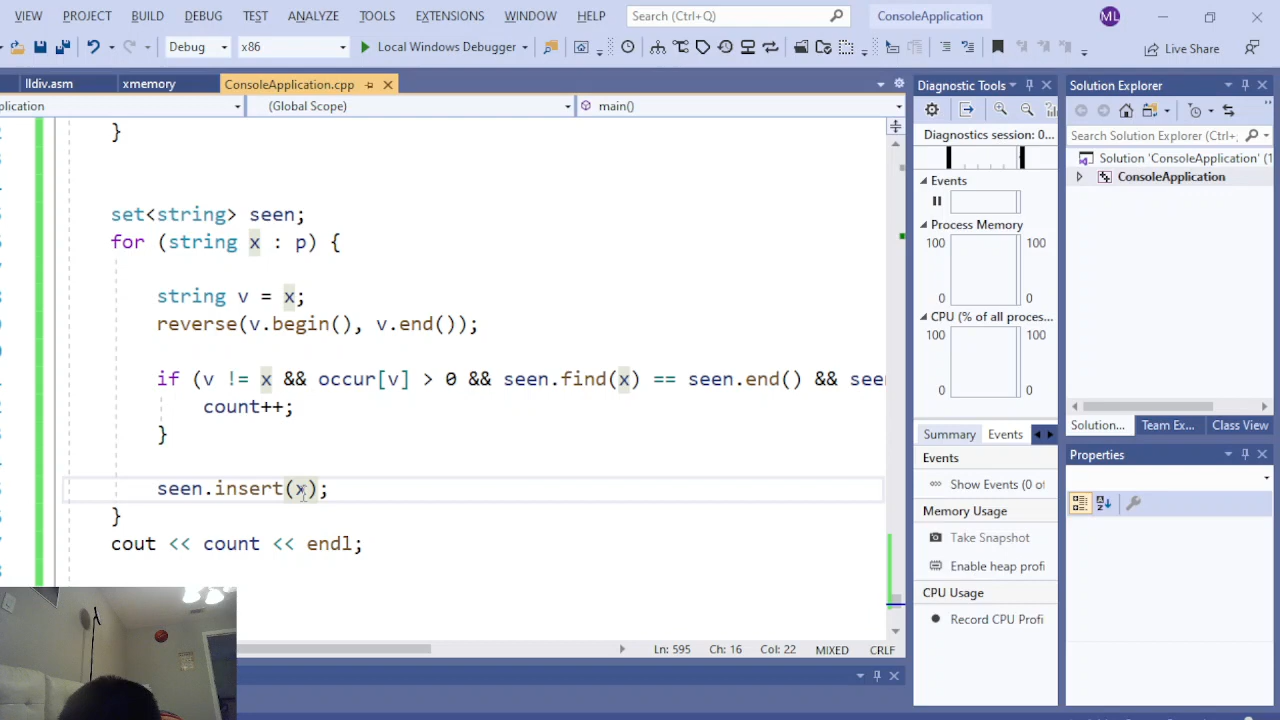 VIEW PROJECT BUILD DEBUG TEST ANALYZE TOOLS EXTENSIONS WINDOW HELP Search (Ctrl+Q) ConsoleApplication ML
Debug x86 Local Windows Debugger Live Share
lldiv.asm xmemory ConsoleApplication.cpp
plication (Global Scope) main()
}
set<string> seen;
for (string x : p) {
string v = x;
reverse(v.begin(), v.end());
if (v != x && occur[v] > 0 && seen.find(x) == seen.end() && see
count++;
}
seen.insert(x);
}
cout << count << endl;
Ln: 595 Ch: 16 Col: 22 MIXED CRLF
Diagnostic Tools
Diagnostics session: 0...
Events
Process Memory
100 100
0 0
CPU (% of all proces...
100 100
0 0
Summary Events
Events
Show Events (0 of
Memory Usage
Take Snapshot
Enable heap profi
CPU Usage
Record CPU Profi
Solution Explorer
Search Solution Explorer (Ctrl+;
Solution 'ConsoleApplication' (1
ConsoleApplication
Solution... Team Ex... Class View
Properties